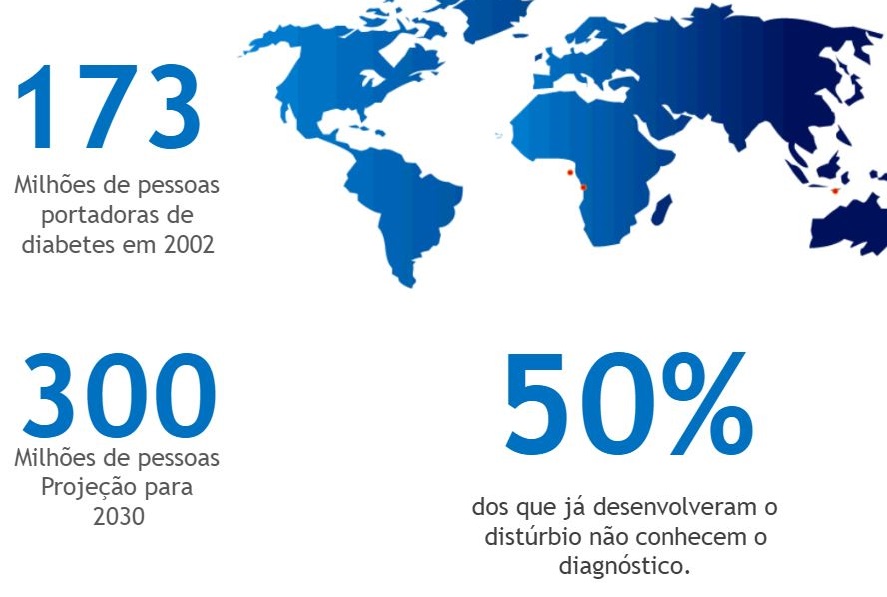 173
Milhões de pessoas
portadoras de
diabetes em 2002
300
Milhões de pessoas
Projeção para
2030
50%
dos que já desenvolveram o
distúrbio não conhecem o
diagnóstico.